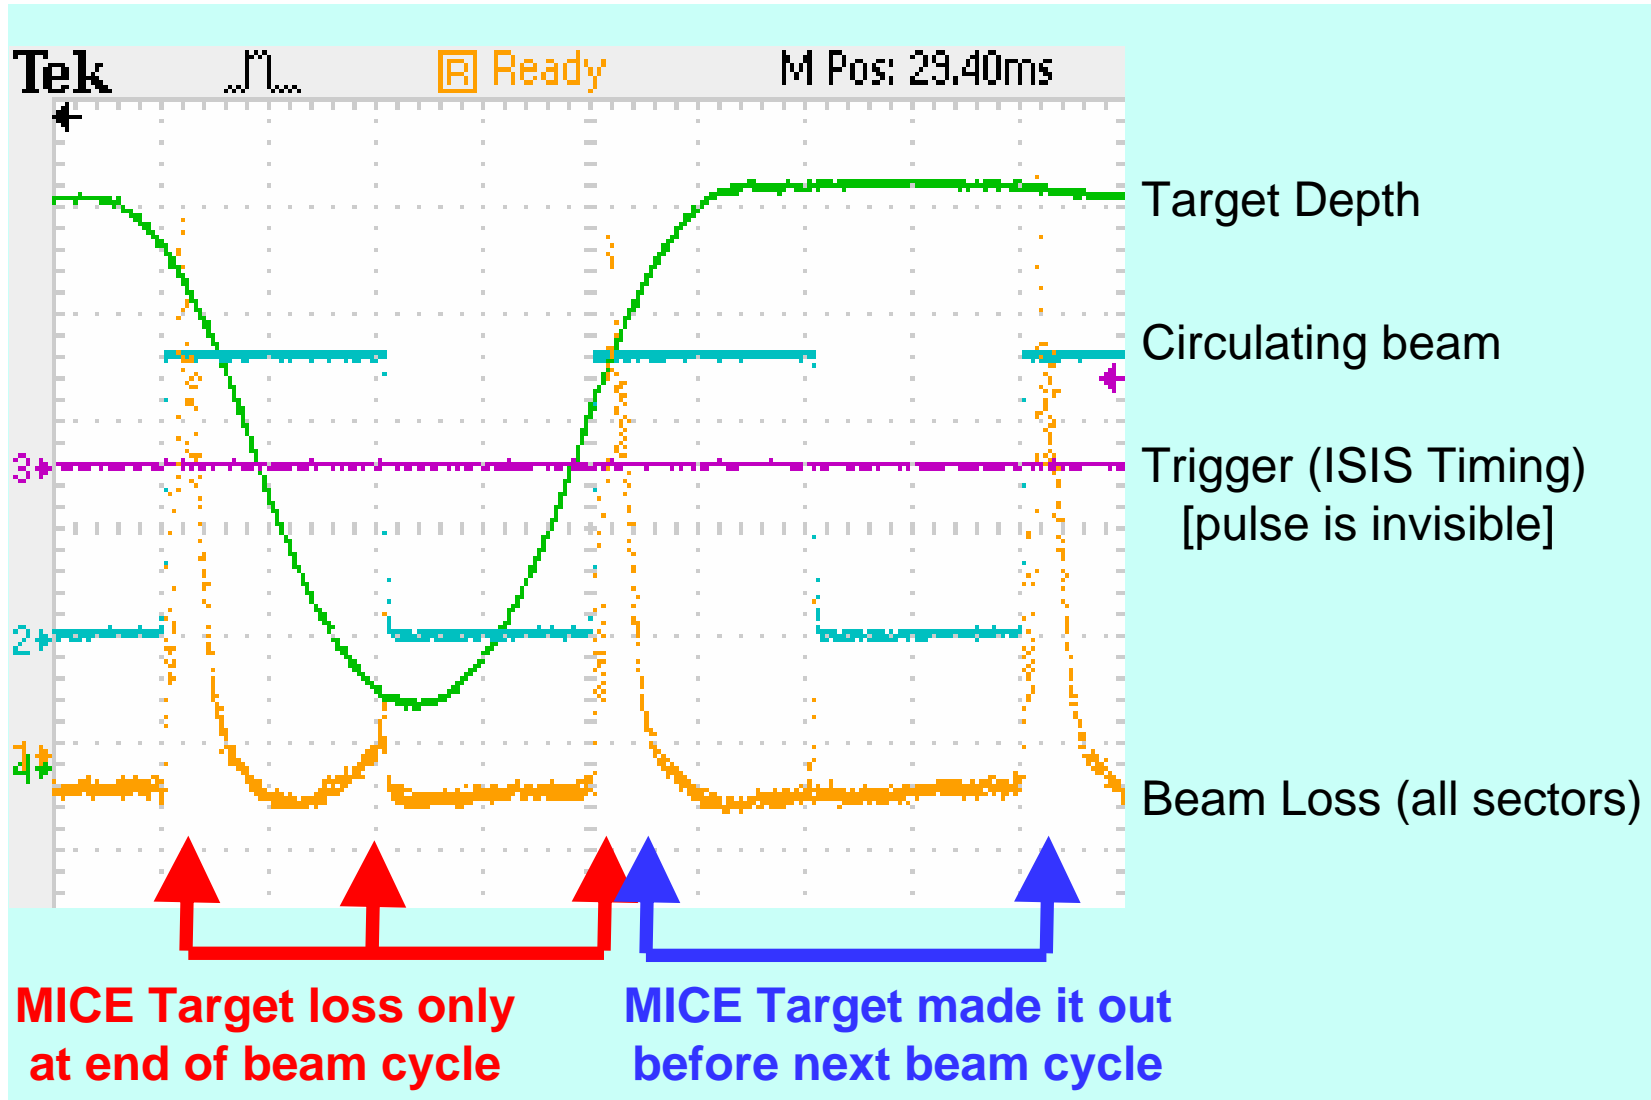 Tek
R Ready
M Pos: 29.40ms
Target Depth
Circulating beam
3
Trigger (ISIS Timing)
[pulse is invisible]
2
Beam Loss (all sectors)
MICE Target loss only
at end of beam cycle
MICE Target made it out
before next beam cycle